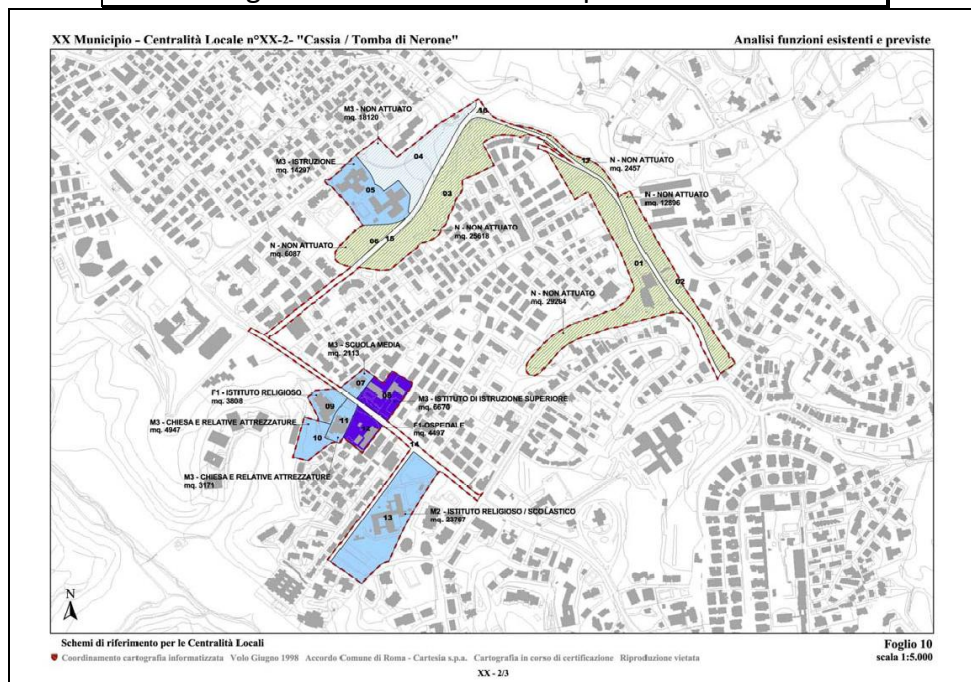 XX Municipio - Centralità Locale n°XX-2- "Cassia / Tomba di Nerone"
Analisi funzioni esistenti e previste
M3 - NON ATTUATO
mq. 18120
16
04
M3 - ISTRUZIONE
mq. 14297
17
N - NON ATTUATO
mq. 2457
05
03
N - NON ATTUATO
mq. 12896
N - NON ATTUATO
mq. 25618
06
15
N - NON ATTUATO
mq. 6087
01
02
N - NON ATTUATO
mq. 29264
M3 - SCUOLA MEDIA
mq. 2113
07
08
F1 - ISTITUTO RELIGIOSO
mq. 3808
09
M3 - ISTITUTO DI ISTRUZIONE SUPERIORE
mq. 6670
M3 - CHIESA E RELATIVE ATTREZZATURE
mq. 4947
11
F1-OSPEDALE
mq. 4497
10
14
M3 - CHIESA E RELATIVE ATTREZZATURE
mq. 3171
M2 - ISTITUTO RELIGIOSO / SCOLASTICO
mq. 23767
13
N
Schemi di riferimento per le Centralità Locali
Foglio 10
Coordinamento cartografia informatizzata Volo Giugno 1998 Accordo Comune di Roma - Cartesia s.p.a. Cartografia in corso di certificazione Riproduzione vietata
scala 1:5.000
XX - 2/3